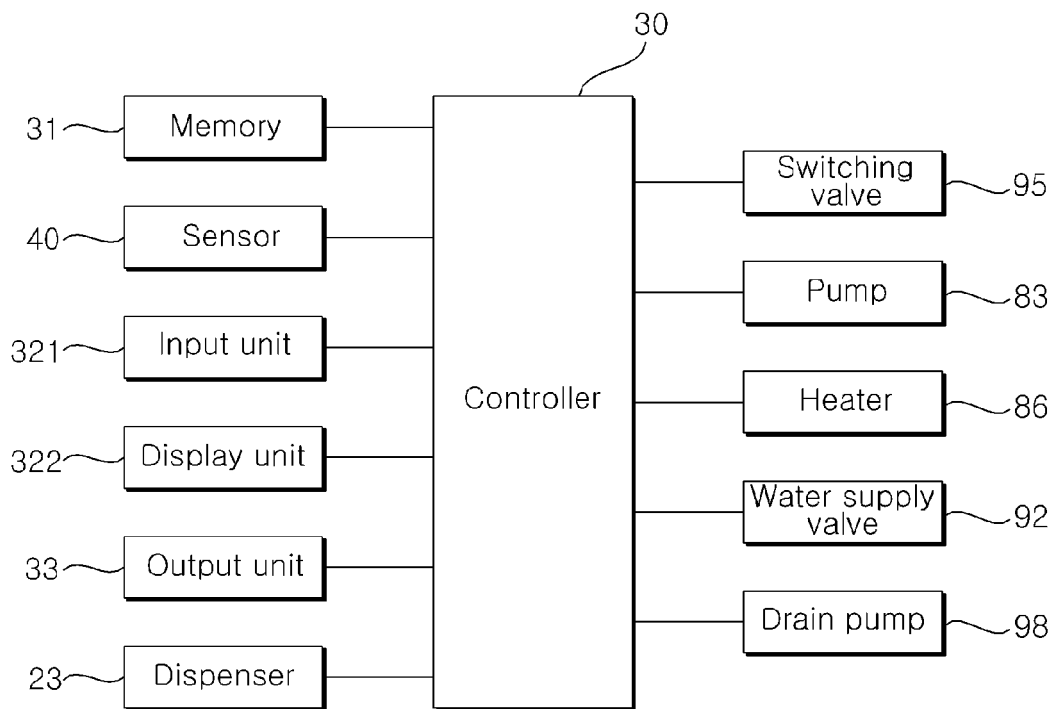 30
31
Memory
40
Sensor
321
Input unit
322
Display unit
33
Output unit
23
Dispenser
Controller
Switching
valve
95
Pump
83
Heater
86
Water supply
valve
92
Drain pump
98